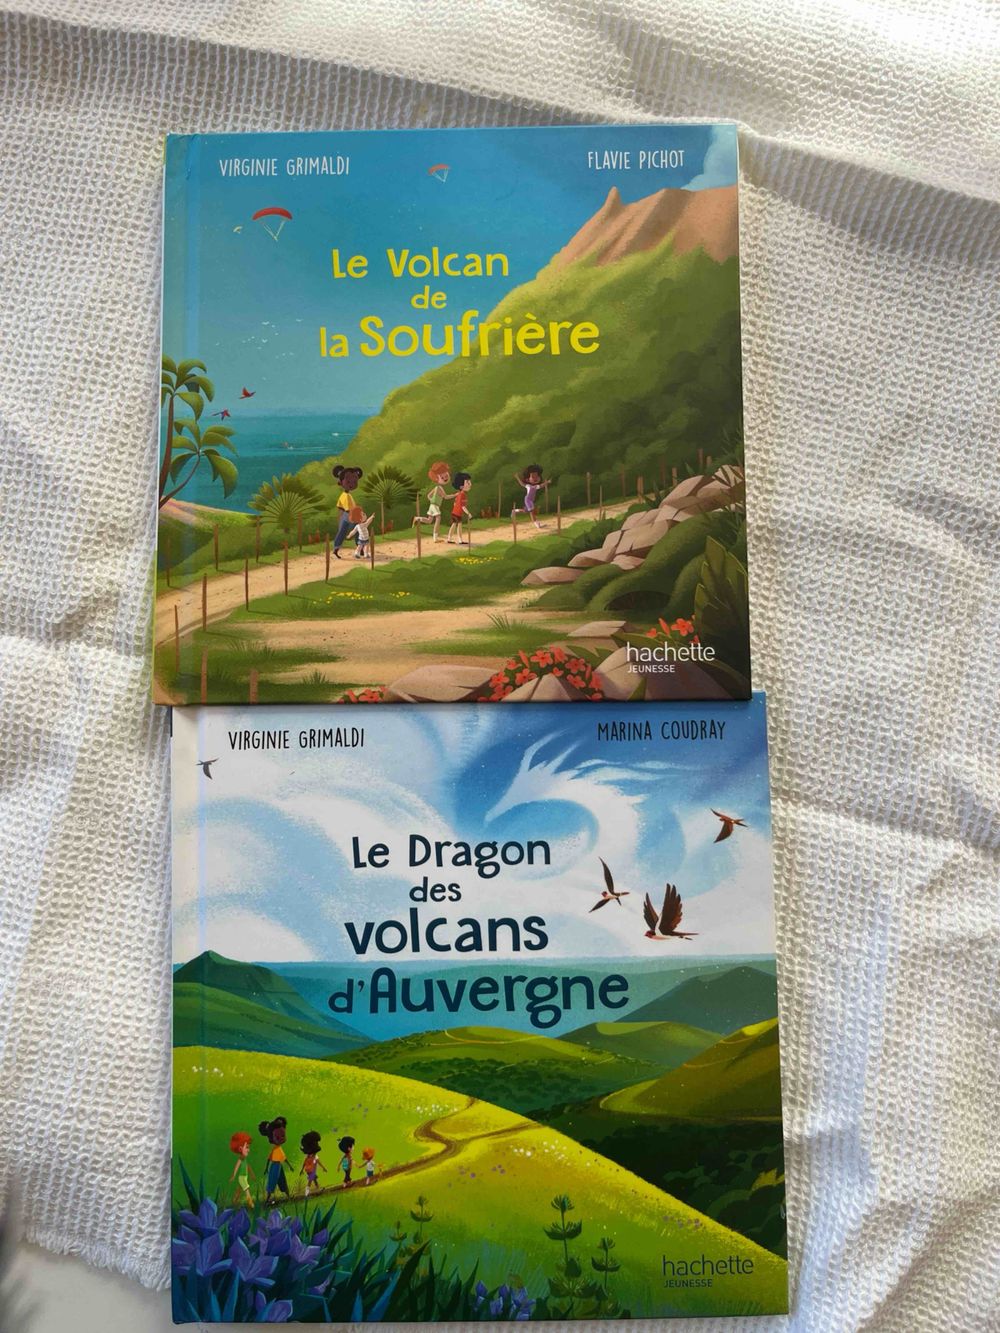 VIRGINIE GRIMALDI
FLAVIE PICHOT
Le Volcan
de
la Soufrière
hachette
JEUNESSE
VIRGINIE GRIMALDI
MARINA COUDRAY
Le Dragon
des
volcans
d'Auvergne
hachette
JEUNESSE